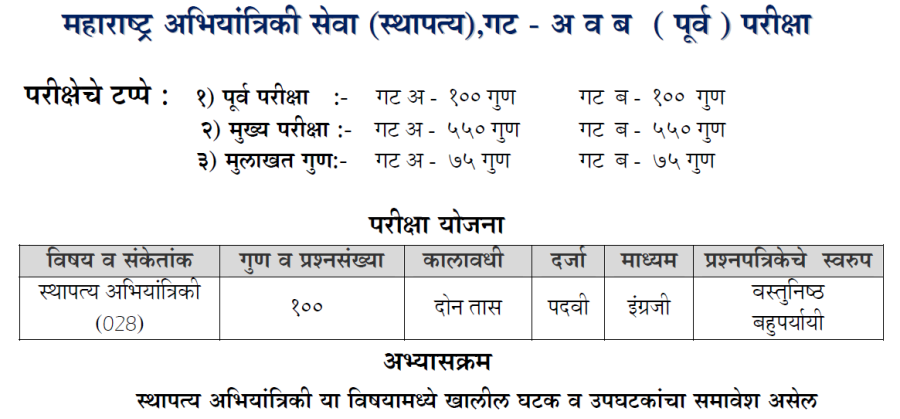 महाराष्ट्र अभियांत्रिकी सेवा (स्थापत्य),गट - अ व ब ( पूर्व ) परीक्षा
परीक्षेचे टप्पे : १) पूर्व परीक्षा :- गट अ - १०० गुण गट ब - १०० गुण
२) मुख्य परीक्षा :- गट अ - ५५० गुण गट ब - ५५० गुण
३) मुलाखत गुण:- गट अ - ७५ गुण गट ब - ७५ गुण
परीक्षा योजना
विषय व संकेतांक गुण व प्रश्नसंख्या कालावधी दर्जा माध्यम प्रश्नपत्रिकेचे स्वरुप
स्थापत्य अभियांत्रिकी (028) १०० दोन तास पदवी इंग्रजी वस्तुनिष्ठ बहुपर्यायी
अभ्यासक्रम
स्थापत्य अभियांत्रिकी या विषयामध्ये खालील घटक व उपघटकांचा समावेश असेल